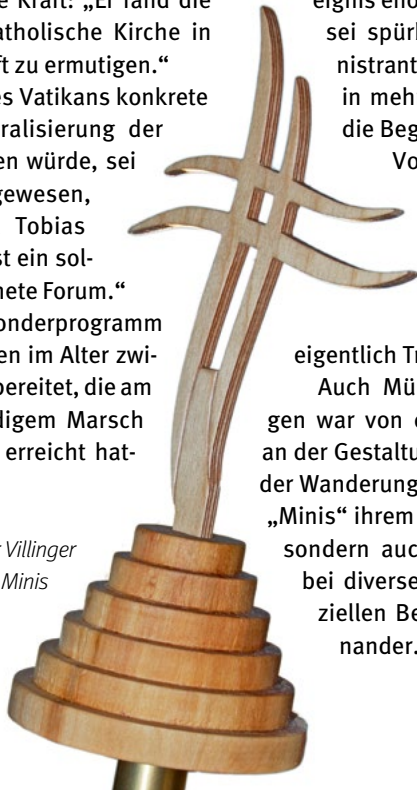 e Kraft: „Er fand die
atholische Kirche in
ft zu ermutigen.“
es Vatikans konkrete
ralisierung der
en würde, sei
gewesen,
Tobias
st ein sol-
nete Forum.“
onderprogramm
en im Alter zwi-
bereitet, die am
digem Marsch
erreicht hat-
r Villinger
Minis
eignis eno
sei spürb
nistrant
in meh
die Beg
Vo
eigentlich Tr
Auch Mü
gen war von
an der Gestaltu
der Wanderung
„Minis“ ihrem
sondern auc
bei diverse
ziellen Be
nander.